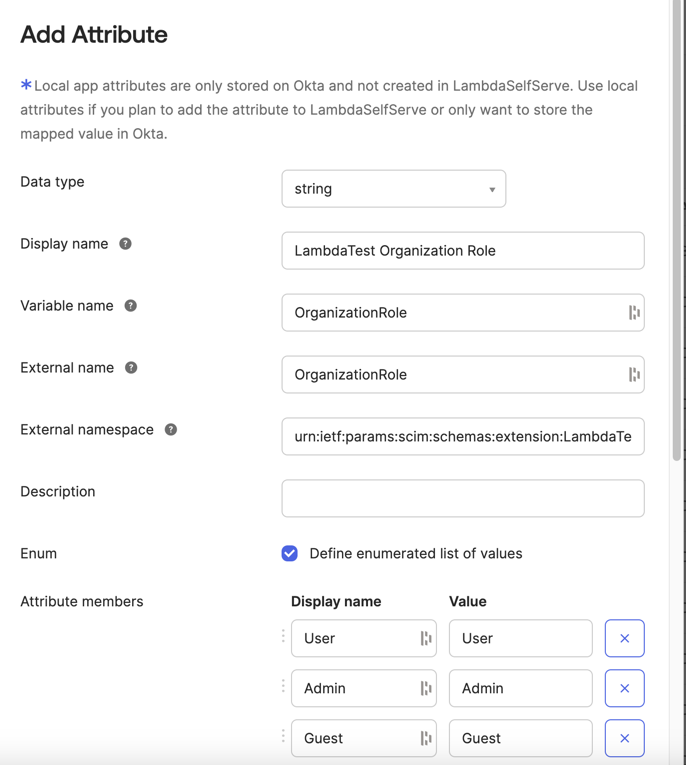 Add Attribute
*Local app attributes are only stored on Okta and not created in LambdaSelfServe. Use local
attributes if you plan to add the attribute to LambdaSelfServe or only want to store the
mapped value in Okta.
Data type
string
Display name ?
LambdaTest Organization Role
Variable name ?
OrganizationRole
External name ?
OrganizationRole
External namespace ?
urn:ietf:params:scim:schemas:extension:LambdaTe
Description
Enum
Define enumerated list of values
Attribute members
Display name Value
User User
Admin Admin
Guest Guest